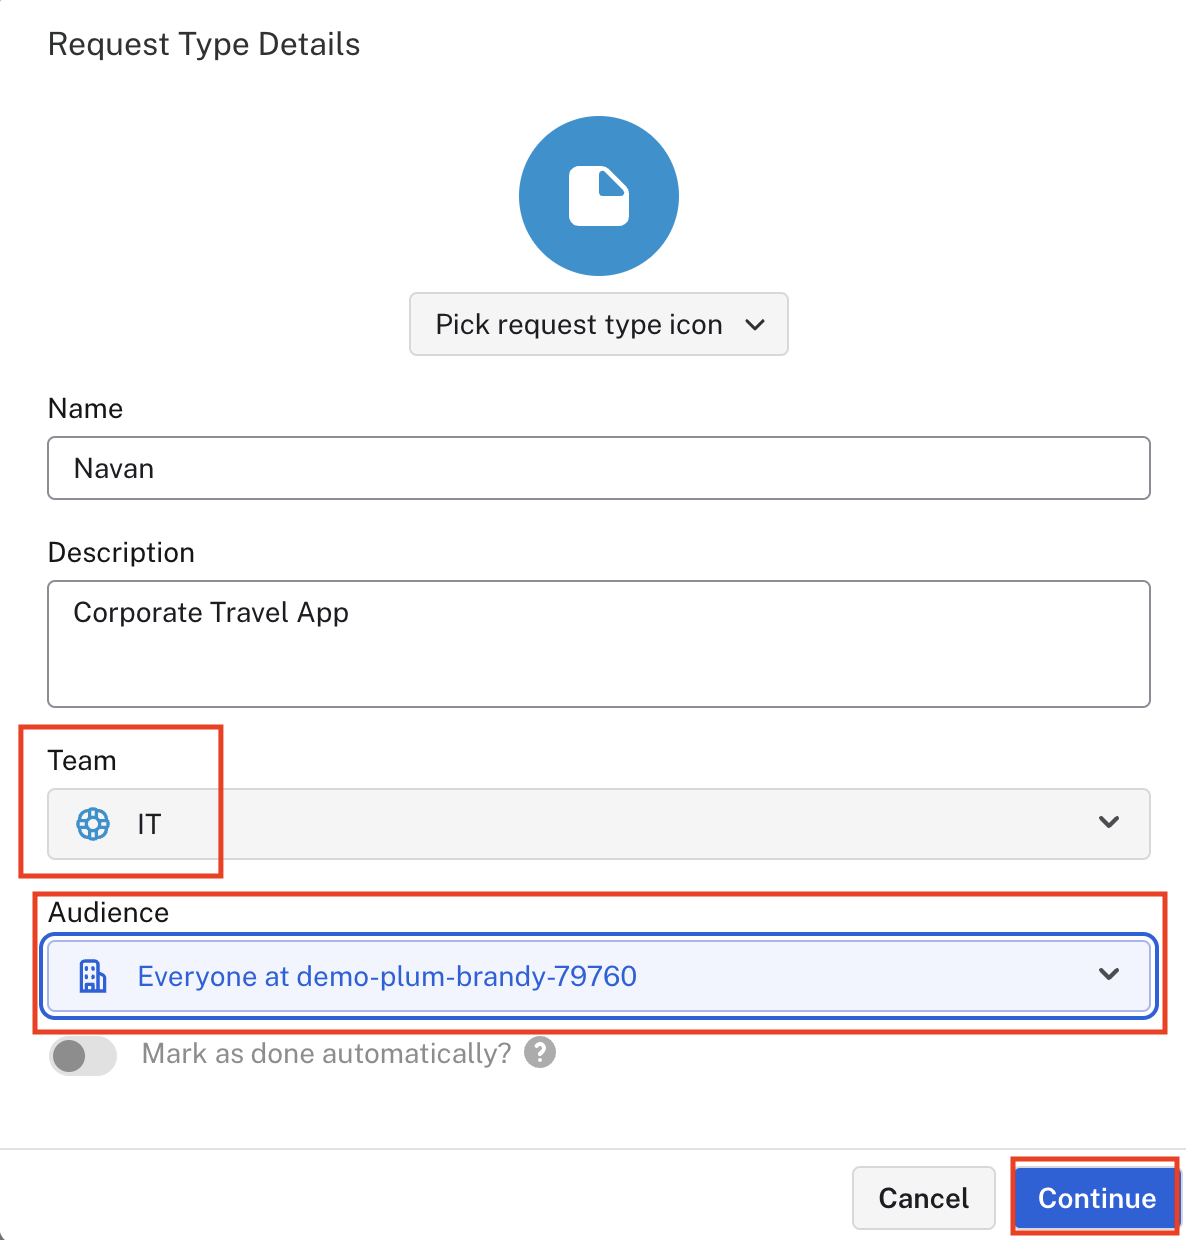 Request Type Details
Pick request type icon
Name
Navan
Description
Corporate Travel App
Team
IT
Audience
Everyone at demo-plum-brandy-79760
Mark as done automatically? ?
Cancel Continue